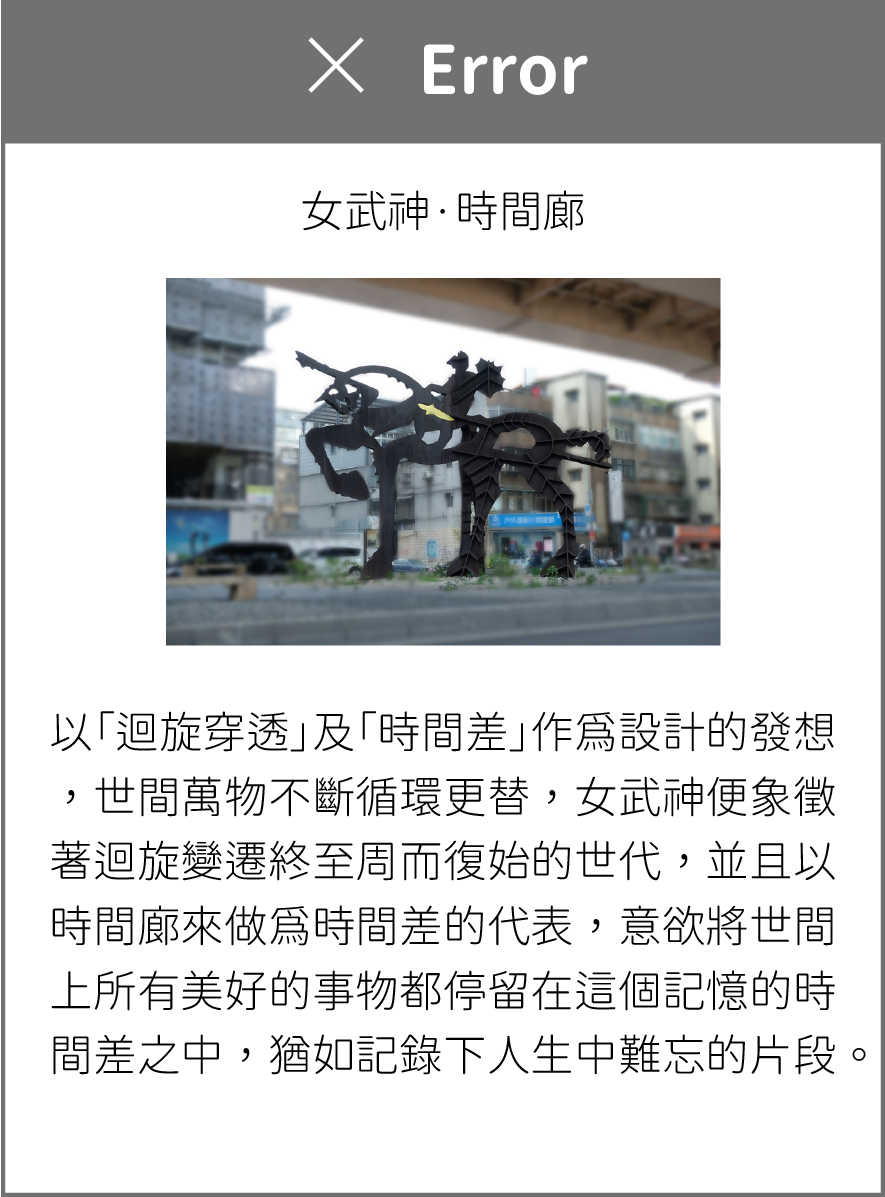 Error
女武神·時間廊
以「迴旋穿透」及「時間差」作為設計的發想
，世間萬物不斷循環更替，女武神便象徵
著迴旋變遷終至周而復始的世代，並且以
時間廊來做為時間差的代表，意欲將世間
上所有美好的事物都停留在這個記憶的時
間差之中，猶如記錄下人生中難忘的片段。